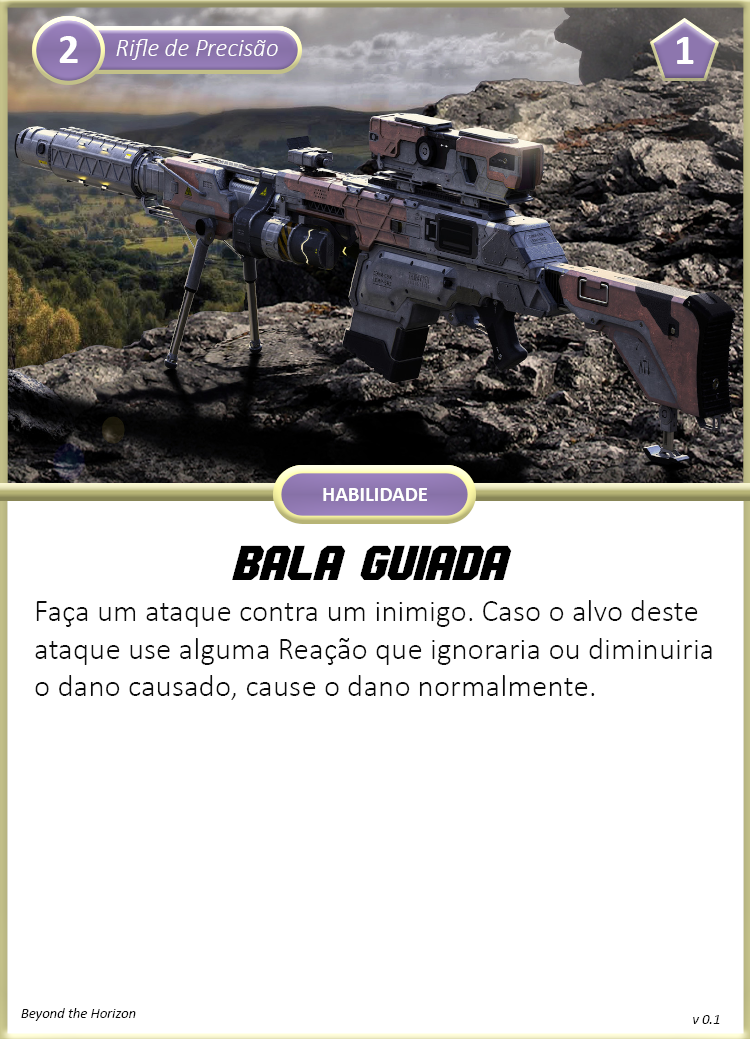 2 Rifle de Precisão 1
HABILIDADE
BALA GUIADA
Faça um ataque contra um inimigo. Caso o alvo deste
ataque use alguma Reação que ignoraria ou diminuiria
o dano causado, cause o dano normalmente.
Beyond the Horizon
v 0.1